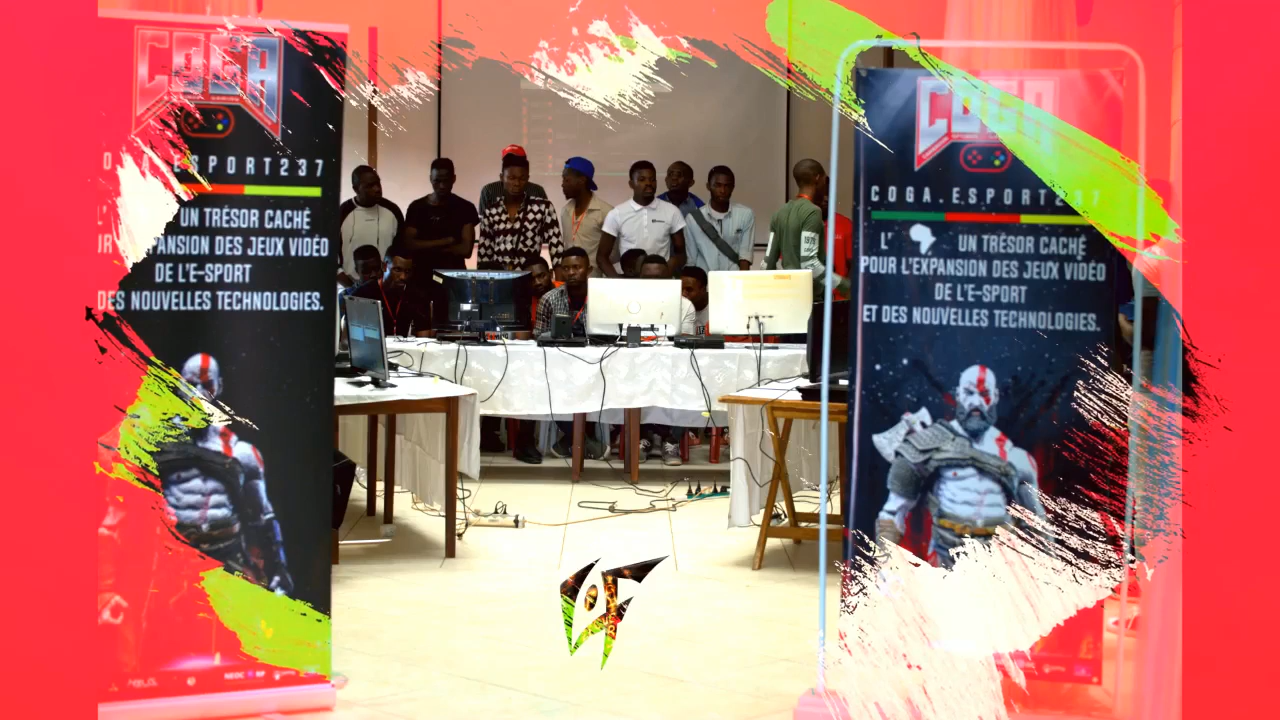 COGA
O A.ESPORT237
UN TRÉSOR CACHÉ
EXPANSION DES JEUX VIDÉO
DE L'E-SPORT
DES NOUVELLES TECHNOLOGIES.
COGA
COGA.ESPORT237
L' UN TRÉSOR CACHÉ
POUR L'EXPANSION DES JEUX VIDÉO
DE L'E-SPORT
ET DES NOUVELLES TECHNOLOGIES.